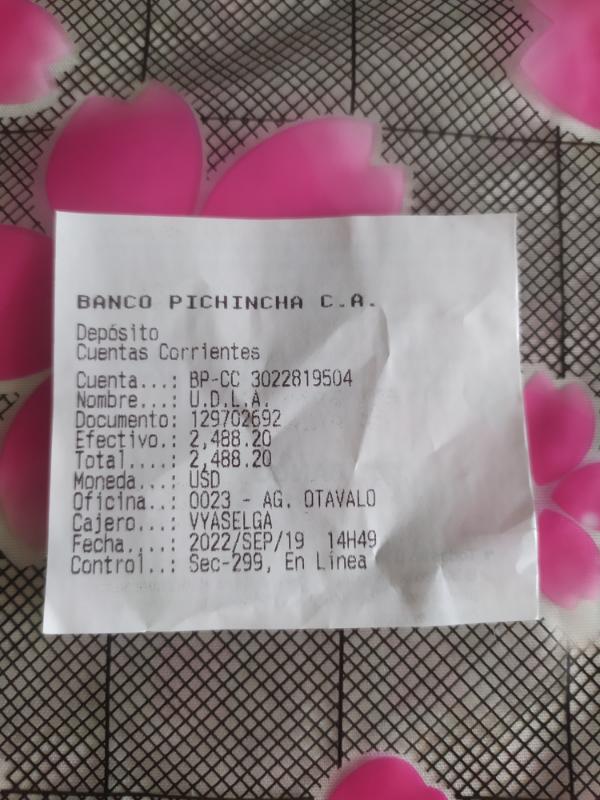 BANCO PICHINCHA C.A.
Depósito
Cuentas Corrientes
Cuenta...: BP-CC 3022819504
Nombre...: U.D.L.A.
Documento: 129702692
Efectivo.: 2,488.20
Total....: 2,488.20
Moneda...: USD
Oficina..: 0023 - AG. OTAVALO
Cajero...: VYASELGA
Fecha....: 2022/SEP/19 14H49
Control..: Sec-299, En Línea